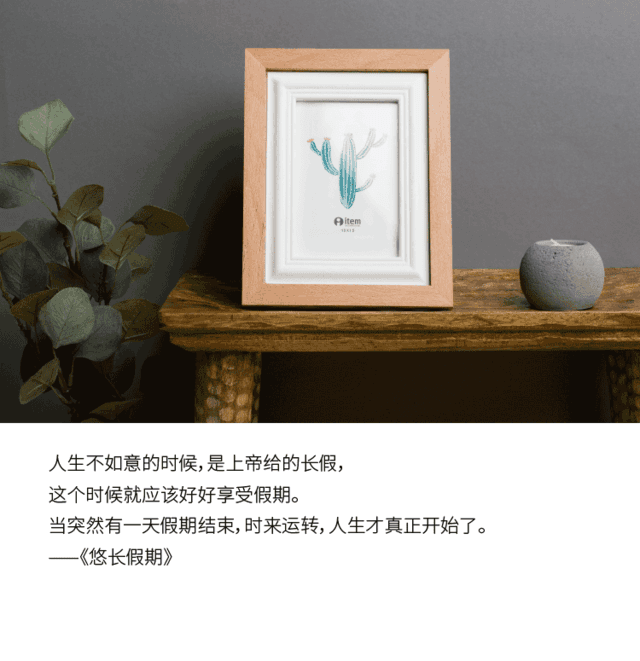 item
人生不如意的时候，是上帝给的长假，
这个时候就应该好好享受假期。
当突然有一天假期结束，时来运转，人生才真正开始了。
——《悠长假期》